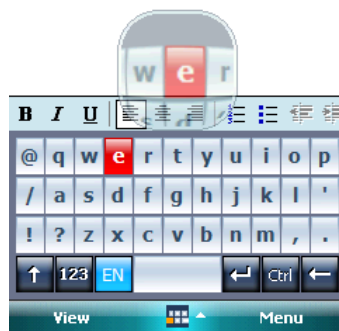 w e r
s d
B I U
@ q w e r t y u i o p
/ a s d f g h j k l '
! ? z x c v b n m , .
123 EN Ctrl
View Menu